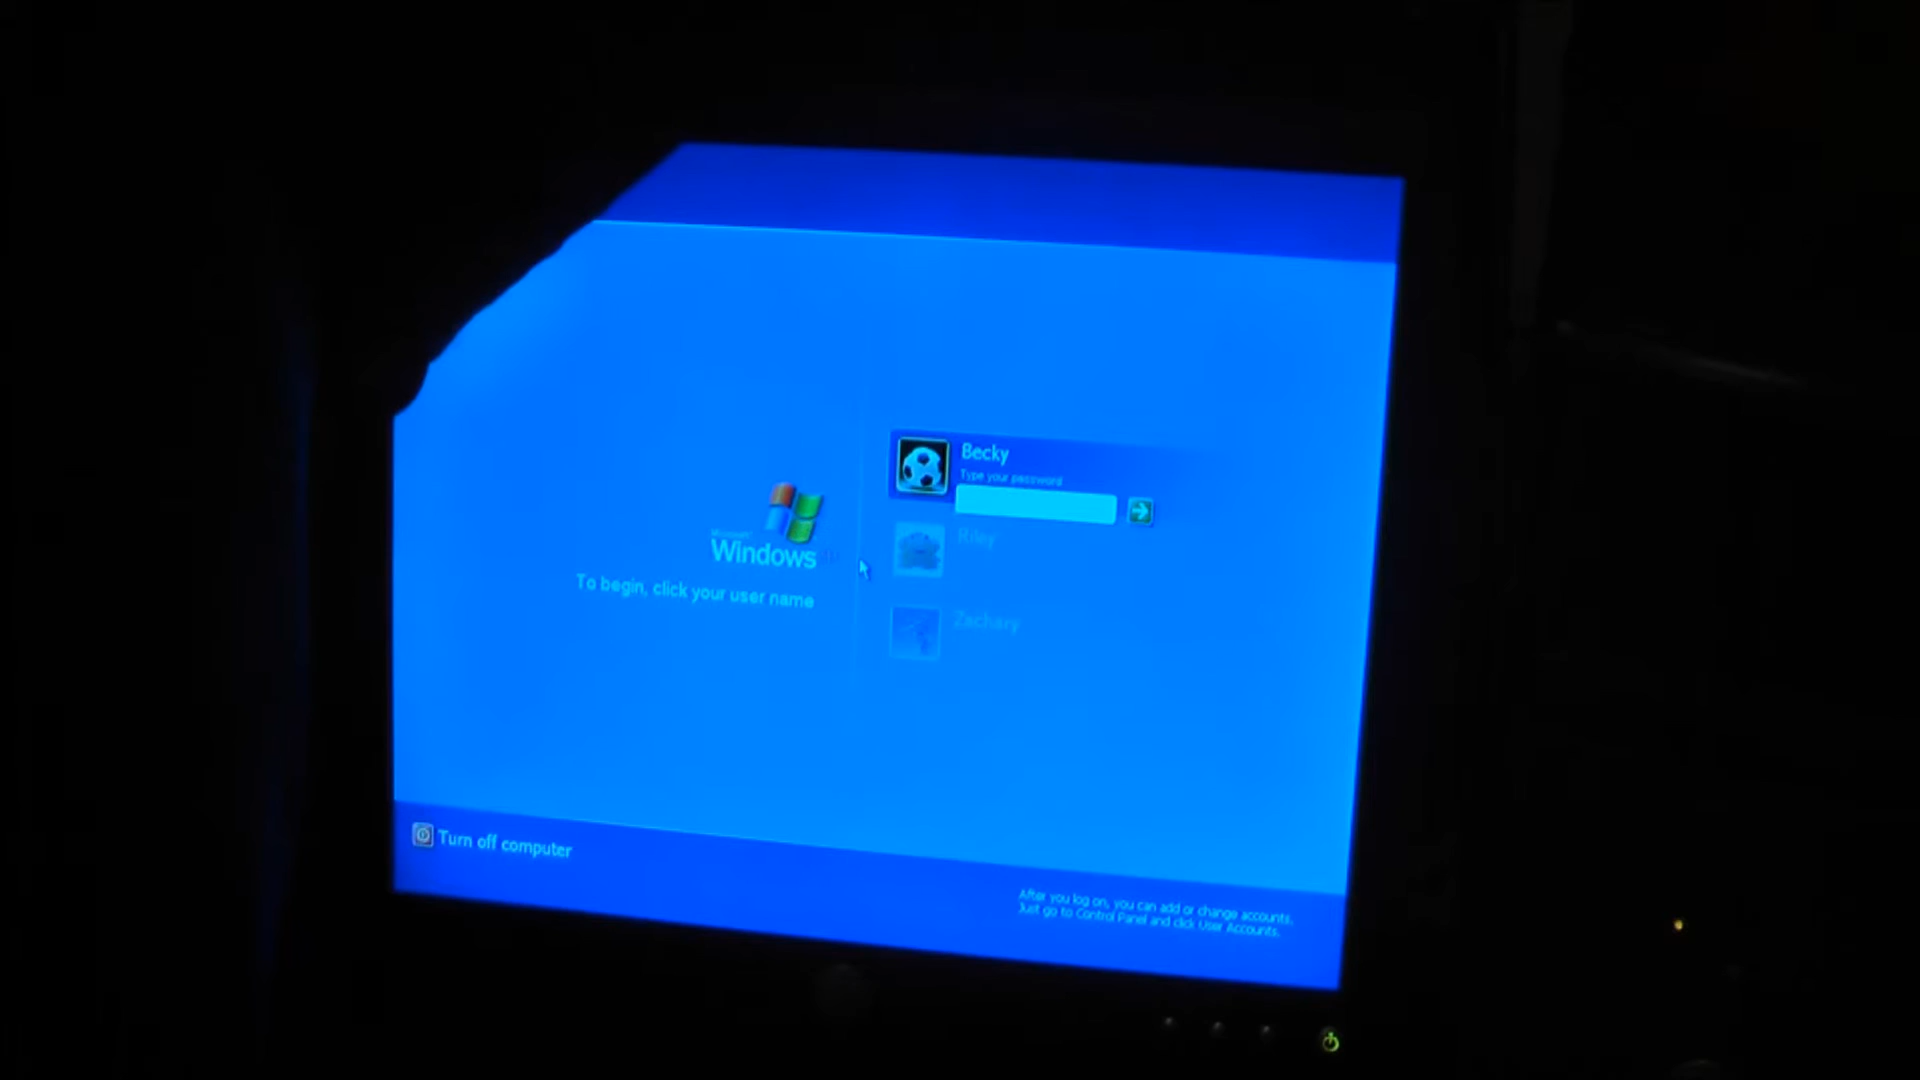 Microsoft
Windows
To begin, click your user name
Becky
Type your password
Riley
Zachary
Turn off computer
After you log on, you can add or change accounts.
Just go to Control Panel and click User Accounts.